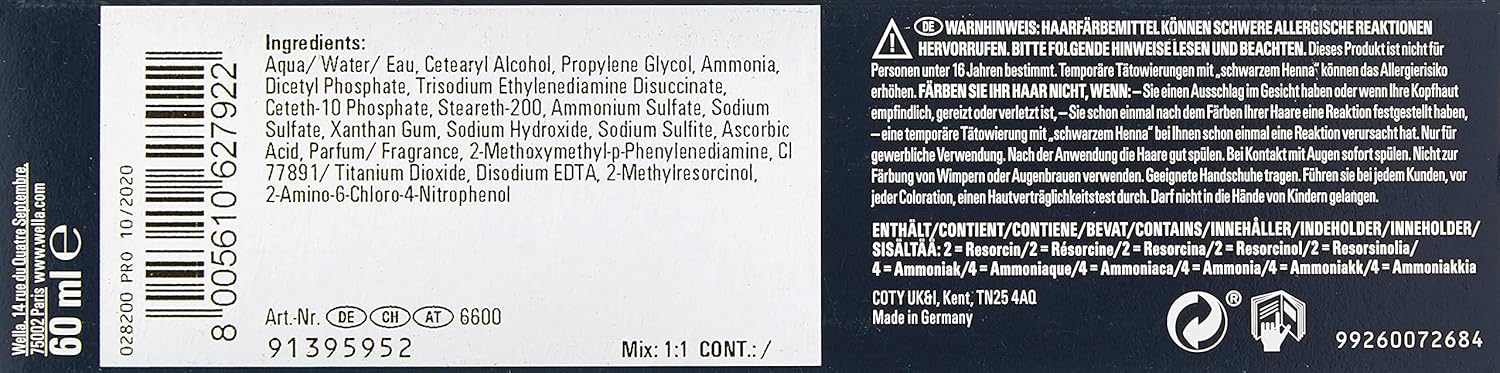 Wella, 14 rue du Quatre Septembre,
75002 Paris www.wella.com
60 ml e
028200 PRO 10/2020
8 005610 627922
Ingredients:
Aqua/ Water/ Eau, Cetearyl Alcohol, Propylene Glycol, Ammonia,
Dicetyl Phosphate, Trisodium Ethylenediamine Disuccinate,
Ceteth-10 Phosphate, Steareth-200, Ammonium Sulfate, Sodium
Sulfate, Xanthan Gum, Sodium Hydroxide, Sodium Sulfite, Ascorbic
Acid, Parfum/ Fragrance, 2-Methoxymethyl-p-Phenylenediamine, CI
77891/ Titanium Dioxide, Disodium EDTA, 2-Methylresorcinol,
2-Amino-6-Chloro-4-Nitrophenol
Art.-Nr. DE CH AT 6600
91395952
Mix: 1:1 CONT.: /
DE WARNHINWEIS: HAARFÄRBEMITTEL KÖNNEN SCHWERE ALLERGISCHE REAKTIONEN
HERVORRUFEN. BITTE FOLGENDE HINWEISE LESEN UND BEACHTEN. Dieses Produkt ist nicht für
Personen unter 16 Jahren bestimmt. Temporäre Tätowierungen mit „schwarzem Henna“ können das Allergierisiko
erhöhen. FÄRBEN SIE IHR HAAR NICHT, WENN: – Sie einen Ausschlag im Gesicht haben oder wenn Ihre Kopfhaut
empfindlich, gereizt oder verletzt ist, – Sie schon einmal nach dem Färben Ihrer Haare eine Reaktion festgestellt haben,
– eine temporäre Tätowierung mit „schwarzem Henna“ bei Ihnen schon einmal eine Reaktion verursacht hat. Nur für
gewerbliche Verwendung. Nach der Anwendung die Haare gut spülen. Bei Kontakt mit Augen sofort spülen. Nicht zur
Färbung von Wimpern oder Augenbrauen verwenden. Geeignete Handschuhe tragen. Führen sie bei jedem Kunden, vor
jeder Coloration, einen Hautverträglichkeitstest durch. Darf nicht in die Hände von Kindern gelangen.
ENTHÄLT/CONTIENT/CONTIENE/BEVAT/CONTAINS/INNEHÅLLER/INDEHOLDER/INNEHOLDER/
SISÄLTÄÄ: 2 = Resorcin/2 = Résorcine/2 = Resorcina/2 = Resorcinol/2 = Resorsinolia/
4 = Ammoniak/4 = Ammoniaque/4 = Ammoniaca/4 = Ammonia/4 = Ammoniakk/4 = Ammoniakkia
COTY UK&I, Kent, TN25 4AQ
Made in Germany
®
99260072684